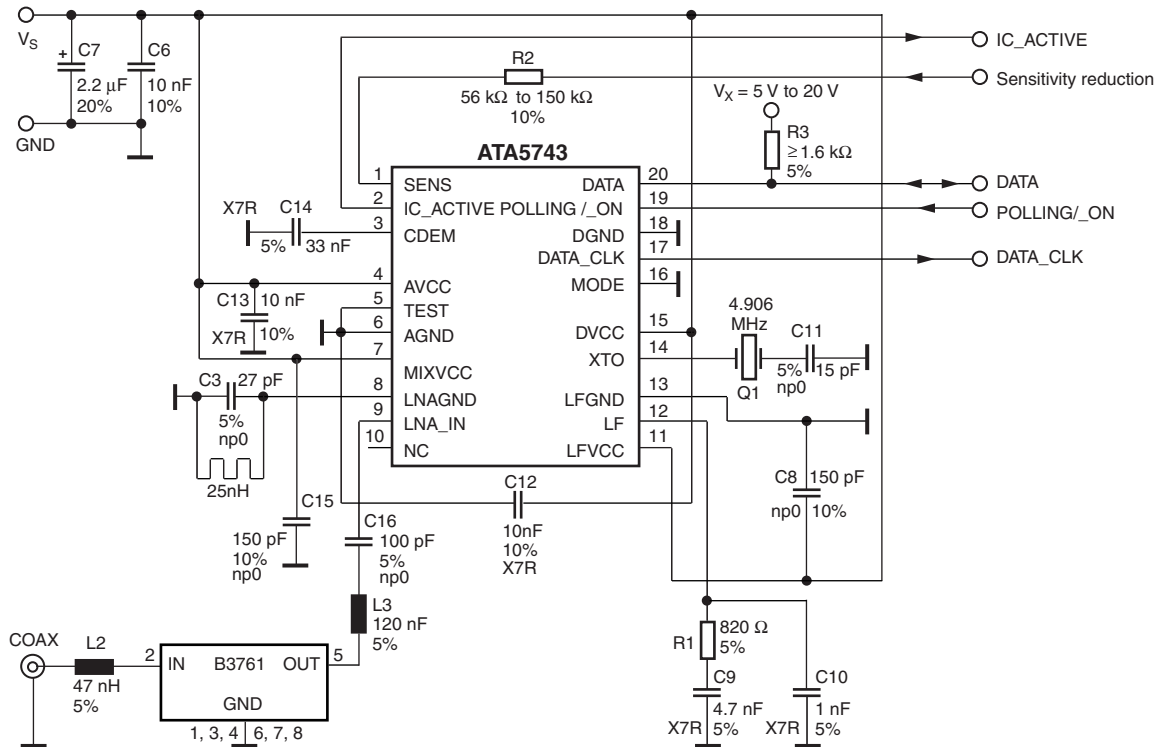 VS
GND
C7
+
2.2 µF
20%
C6
10 nF
10%
IC_ACTIVE
R2
56 kΩ to 150 kΩ
10%
Sensitivity reduction
VX = 5 V to 20 V
R3
≥1.6 kΩ
5%
ATA5743
1
SENS
2
IC_ACTIVE
3
CDEM
4
AVCC
5
TEST
6
AGND
7
MIXVCC
8
LNAGND
9
LNA_IN
10
NC
DATA
20
POLLING /_ON
19
DGND
18
DATA_CLK
17
MODE
16
DVCC
15
XTO
14
LFGND
13
LF
12
LFVCC
11
DATA
POLLING/_ON
DATA_CLK
X7R
C14
5%
33 nF
C13
10 nF
X7R
10%
C3
27 pF
5%
np0
25nH
C15
150 pF
10%
np0
C16
100 pF
5%
np0
C12
10nF
10%
X7R
4.906
MHz
Q1
C11
5%
np0
15 pF
C8
150 pF
np0
10%
L3
120 nF
5%
COAX
L2
47 nH
5%
2
IN
B3761
OUT
5
GND
1, 3, 4
6, 7, 8
R1
820 Ω
5%
C9
4.7 nF
X7R
5%
C10
1 nF
X7R
5%